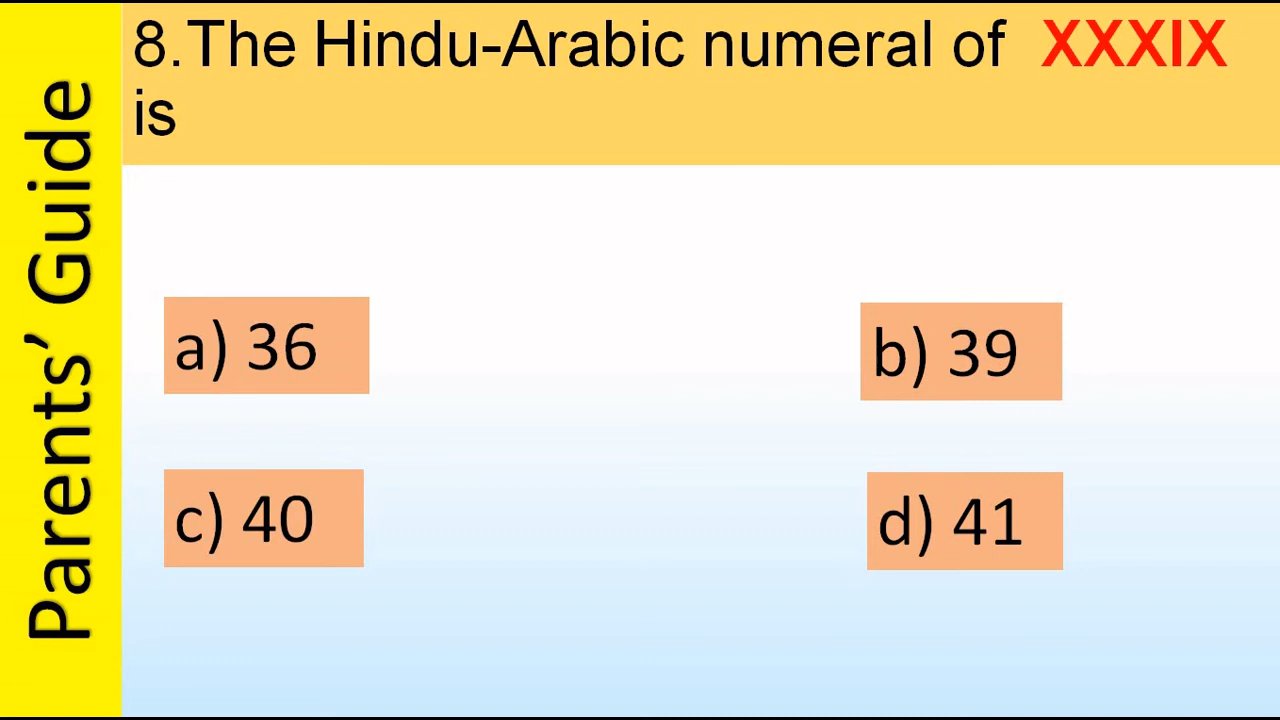 Parents’ Guide
8.The Hindu-Arabic numeral of XXXIX
is
a) 36
b) 39
c) 40
d) 41